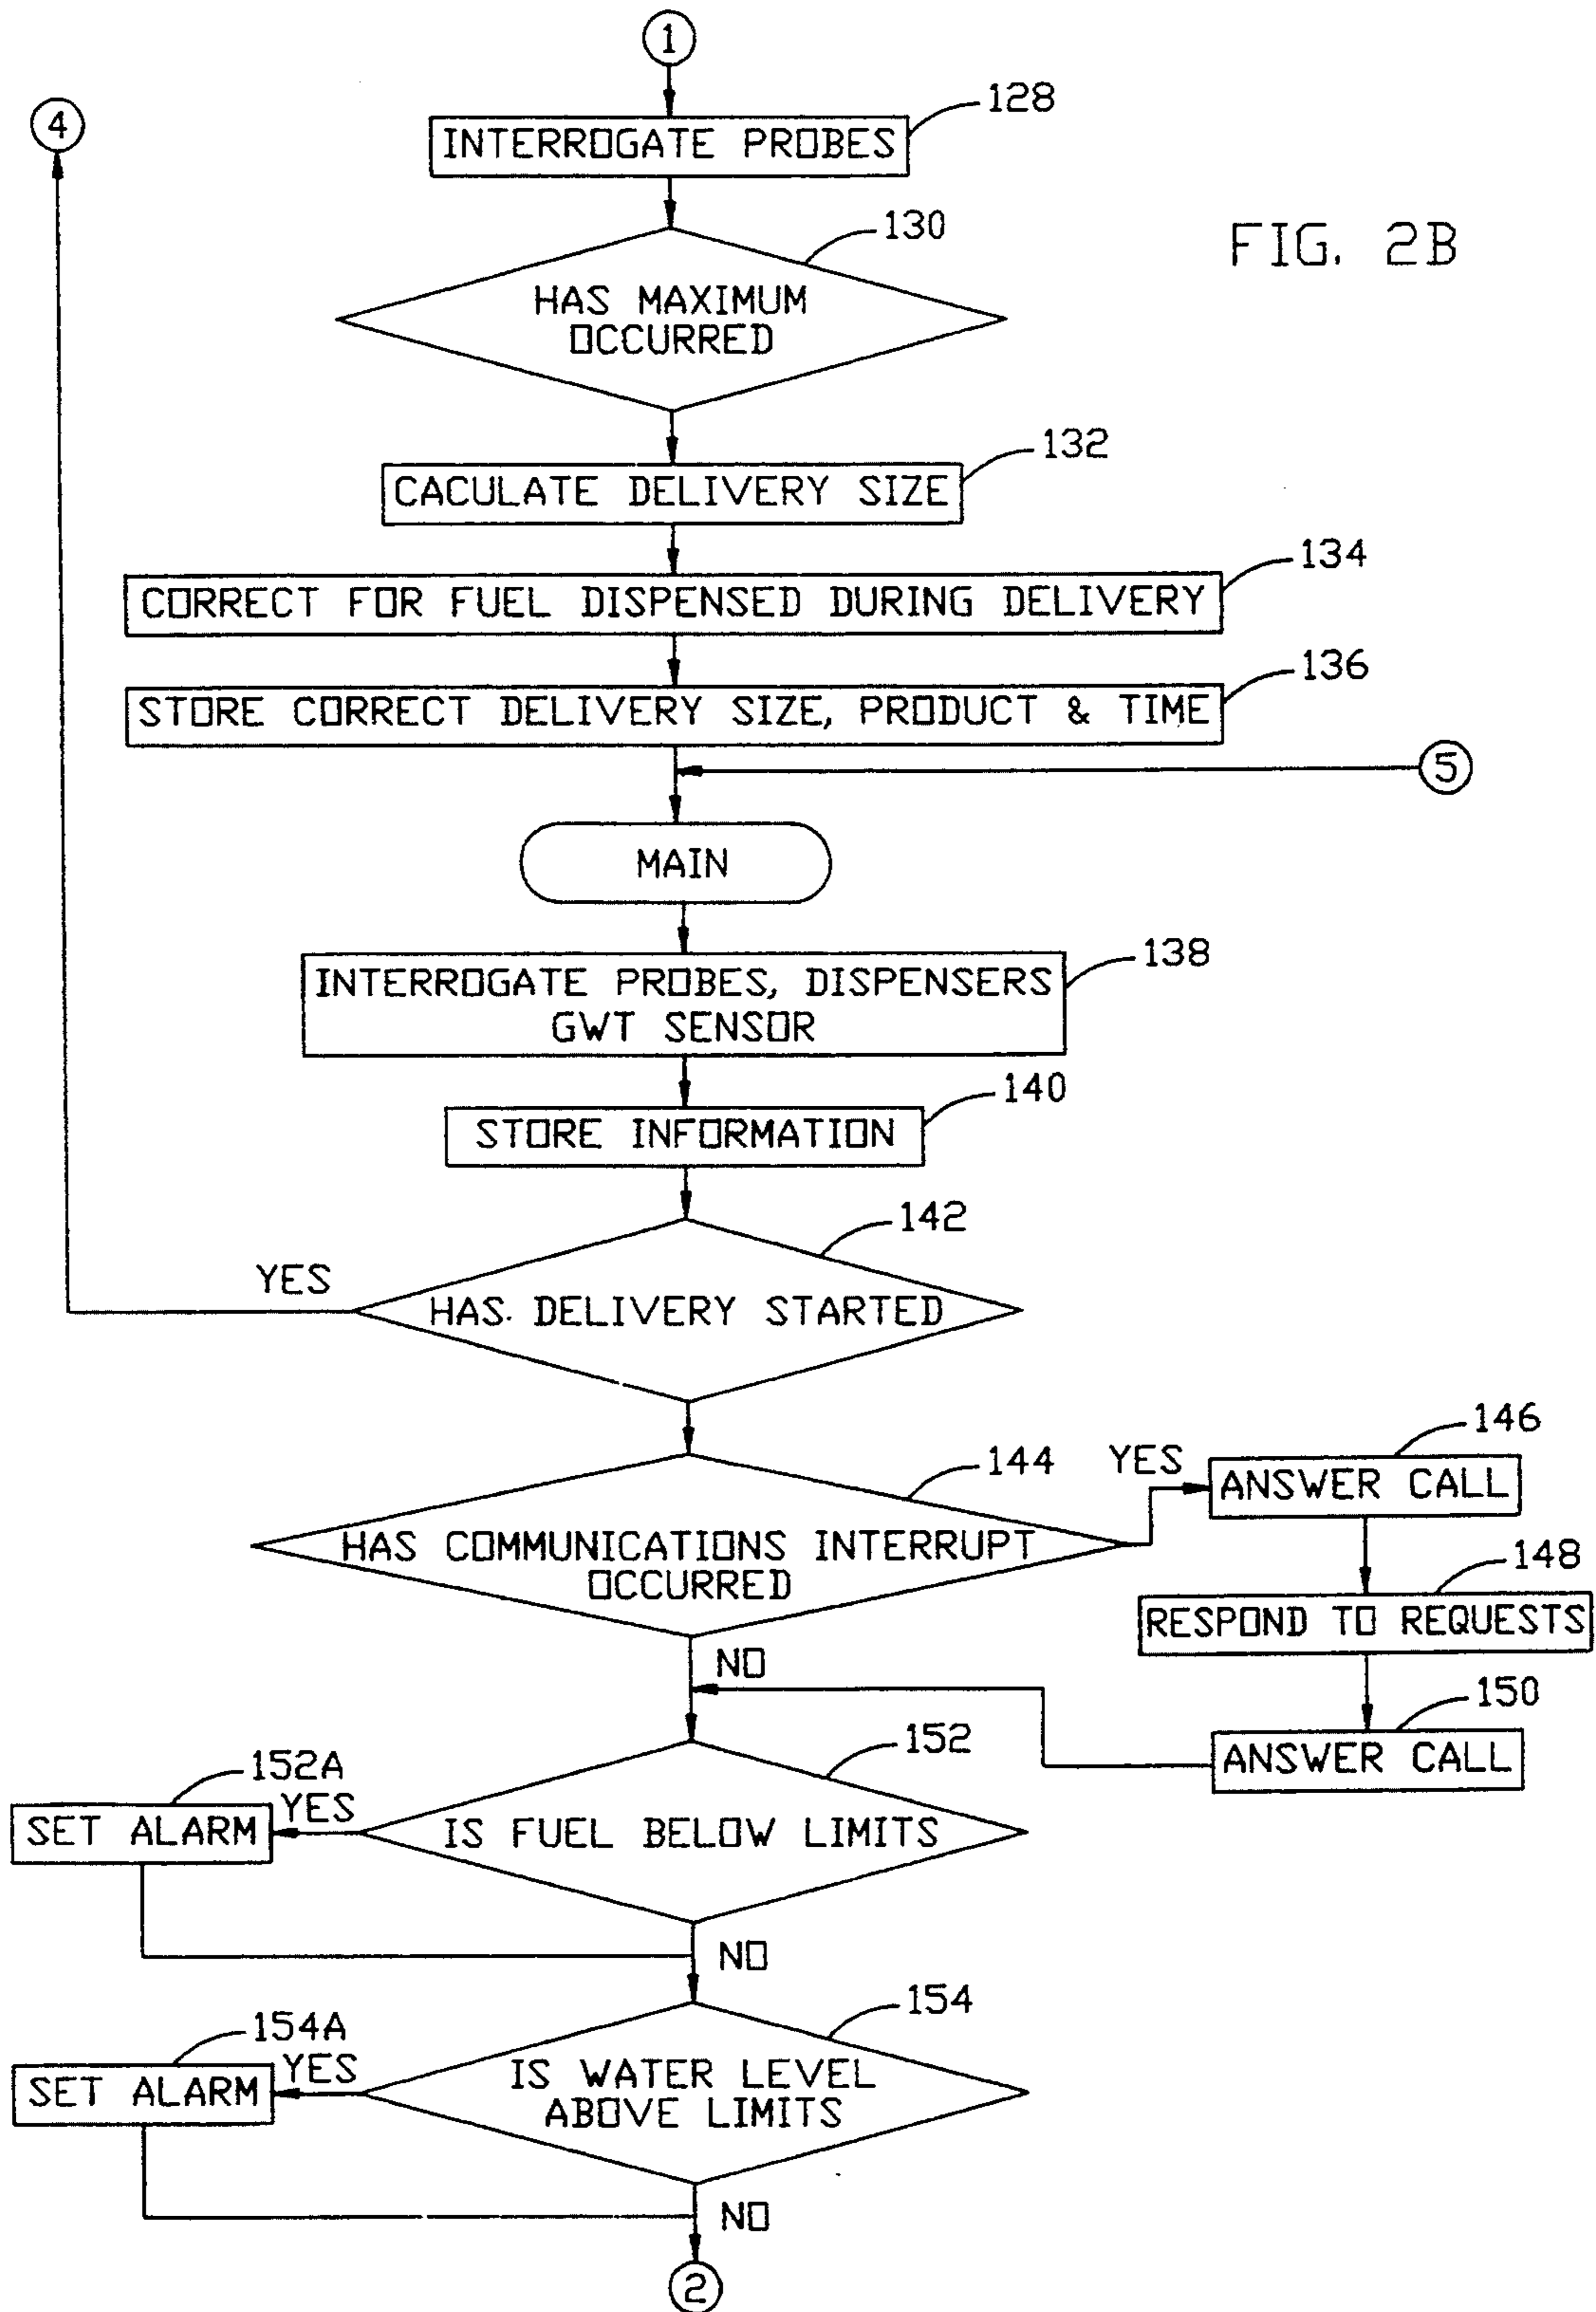 1
4
128
INTERROGATE PROBES
130
FIG. 2B
HAS MAXIMUM
OCCURRED
132
CACULATE DELIVERY SIZE
134
CORRECT FOR FUEL DISPENSED DURING DELIVERY
136
STORE CORRECT DELIVERY SIZE, PRODUCT & TIME
5
MAIN
138
INTERROGATE PROBES, DISPENSERS
GWT SENSOR
140
STORE INFORMATION
142
YES
HAS DELIVERY STARTED
146
144
YES
ANSWER CALL
HAS COMMUNICATIONS INTERRUPT
OCCURRED
148
RESPOND TO REQUESTS
NO
150
152
ANSWER CALL
152A
YES
SET ALARM
IS FUEL BELOW LIMITS
NO
154
154A
YES
SET ALARM
IS WATER LEVEL
ABOVE LIMITS
NO
2